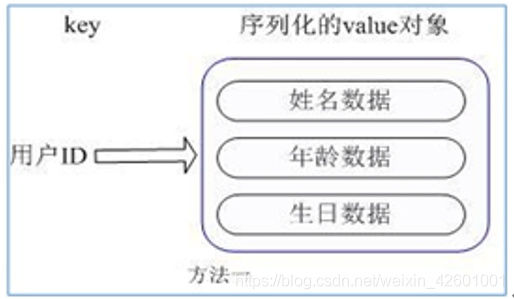 key 序列化的value对象
姓名数据
用户ID 年龄数据
生日数据
方法一
https://blog.csdn.net/weixin_42601001